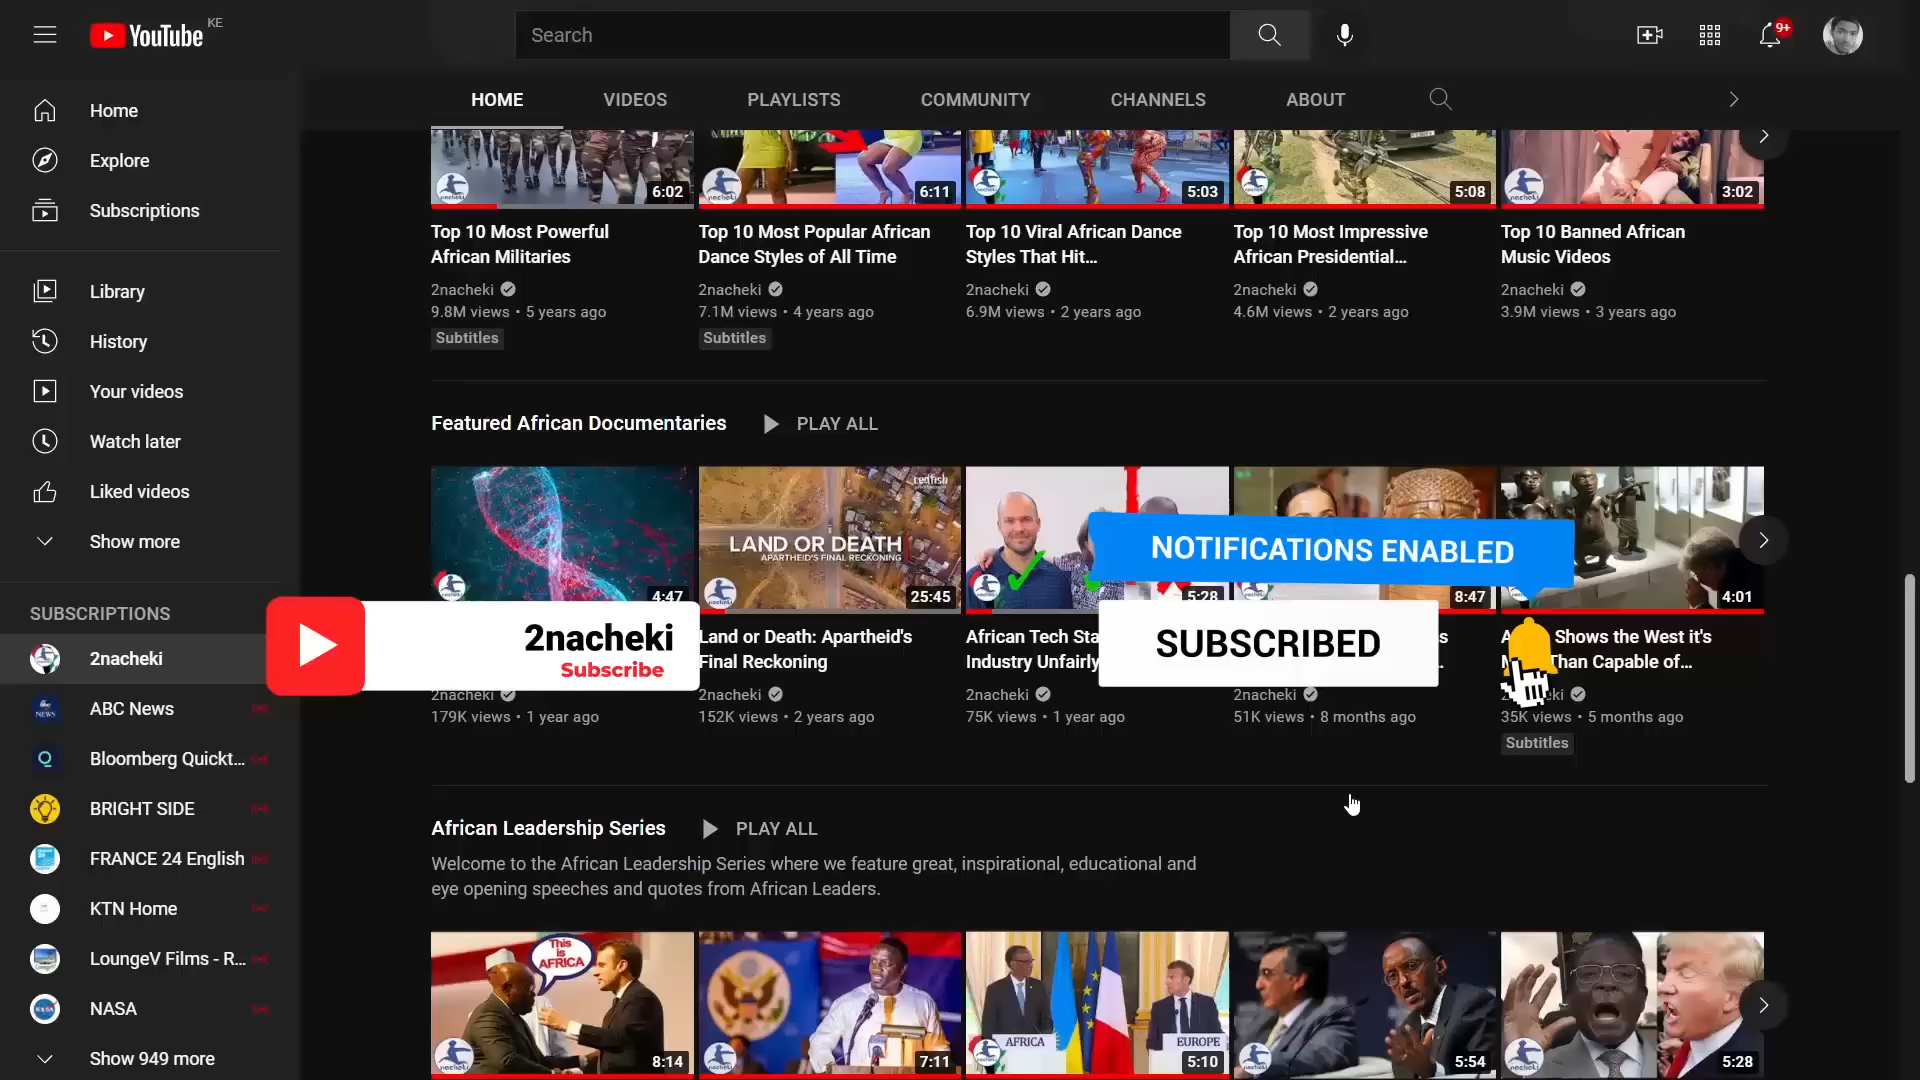 YouTube KE
Search
9+
Home
Explore
Subscriptions
Library
History
Your videos
Watch later
Liked videos
Show more
SUBSCRIPTIONS
2nacheki
ABC News
Bloomberg Quickt...
BRIGHT SIDE
FRANCE 24 English
KTN Home
LoungeV Films - R...
NASA
Show 949 more
HOME VIDEOS PLAYLISTS COMMUNITY CHANNELS ABOUT
6:02 6:11 5:03 5:08 3:02
Top 10 Most Powerful
African Militaries
2nacheki
9.8M views • 5 years ago
Subtitles
Top 10 Most Popular African
Dance Styles of All Time
2nacheki
7.1M views • 4 years ago
Subtitles
Top 10 Viral African Dance
Styles That Hit...
2nacheki
6.9M views • 2 years ago
Top 10 Most Impressive
African Presidential...
2nacheki
4.6M views • 2 years ago
Top 10 Banned African
Music Videos
2nacheki
3.9M views • 3 years ago
Featured African Documentaries PLAY ALL
redfish
LAND OR DEATH
APARTHEID'S FINAL RECKONING
4:47 25:45 5:28 8:47 4:01
NOTIFICATIONS ENABLED
SUBSCRIBED
2nacheki
Subscribe
2nacheki
179K views • 1 year ago
Land or Death: Apartheid's
Final Reckoning
2nacheki
152K views • 2 years ago
African Tech Sta
Industry Unfairly
2nacheki
75K views • 1 year ago
2nacheki
51K views • 8 months ago
Shows the West it's
Than Capable of...
35K views • 5 months ago
Subtitles
African Leadership Series PLAY ALL
Welcome to the African Leadership Series where we feature great, inspirational, educational and
eye opening speeches and quotes from African Leaders.
This is
AFRICA
AFRICA EUROPE
8:14 7:11 5:10 5:54 5:28